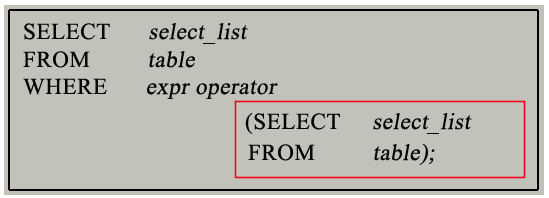 SELECT select_list
FROM table
WHERE expr operator
(SELECT select_list
FROM table);